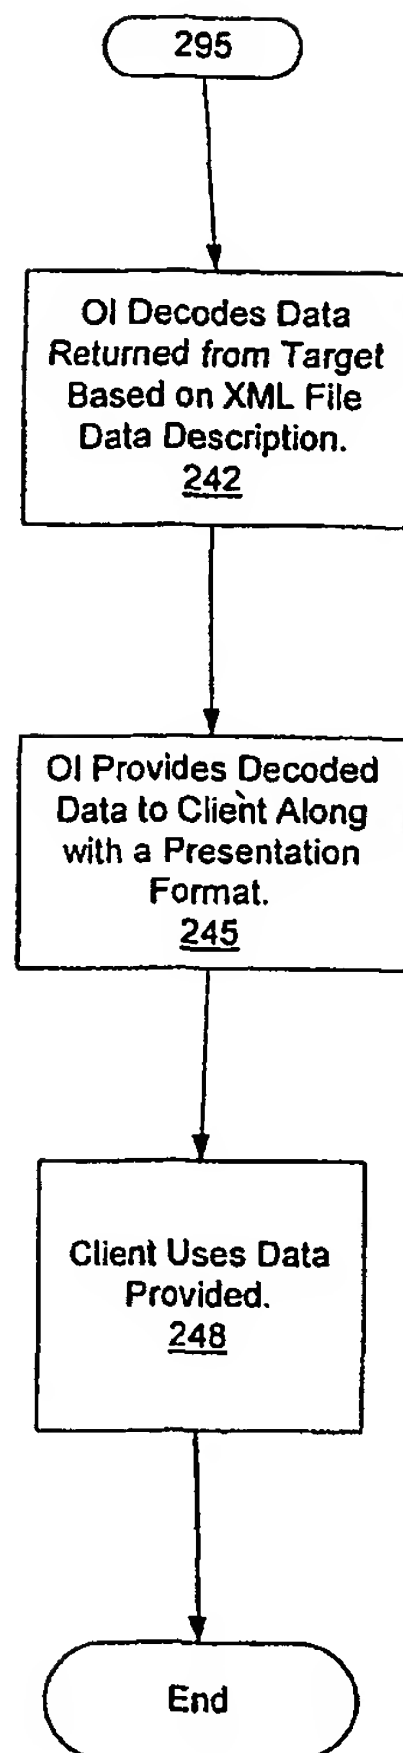 295
OI Decodes Data
Returned from Target
Based on XML File
Data Description.
242
OI Provides Decoded
Data to Client Along
with a Presentation
Format.
245
Client Uses Data
Provided.
248
End